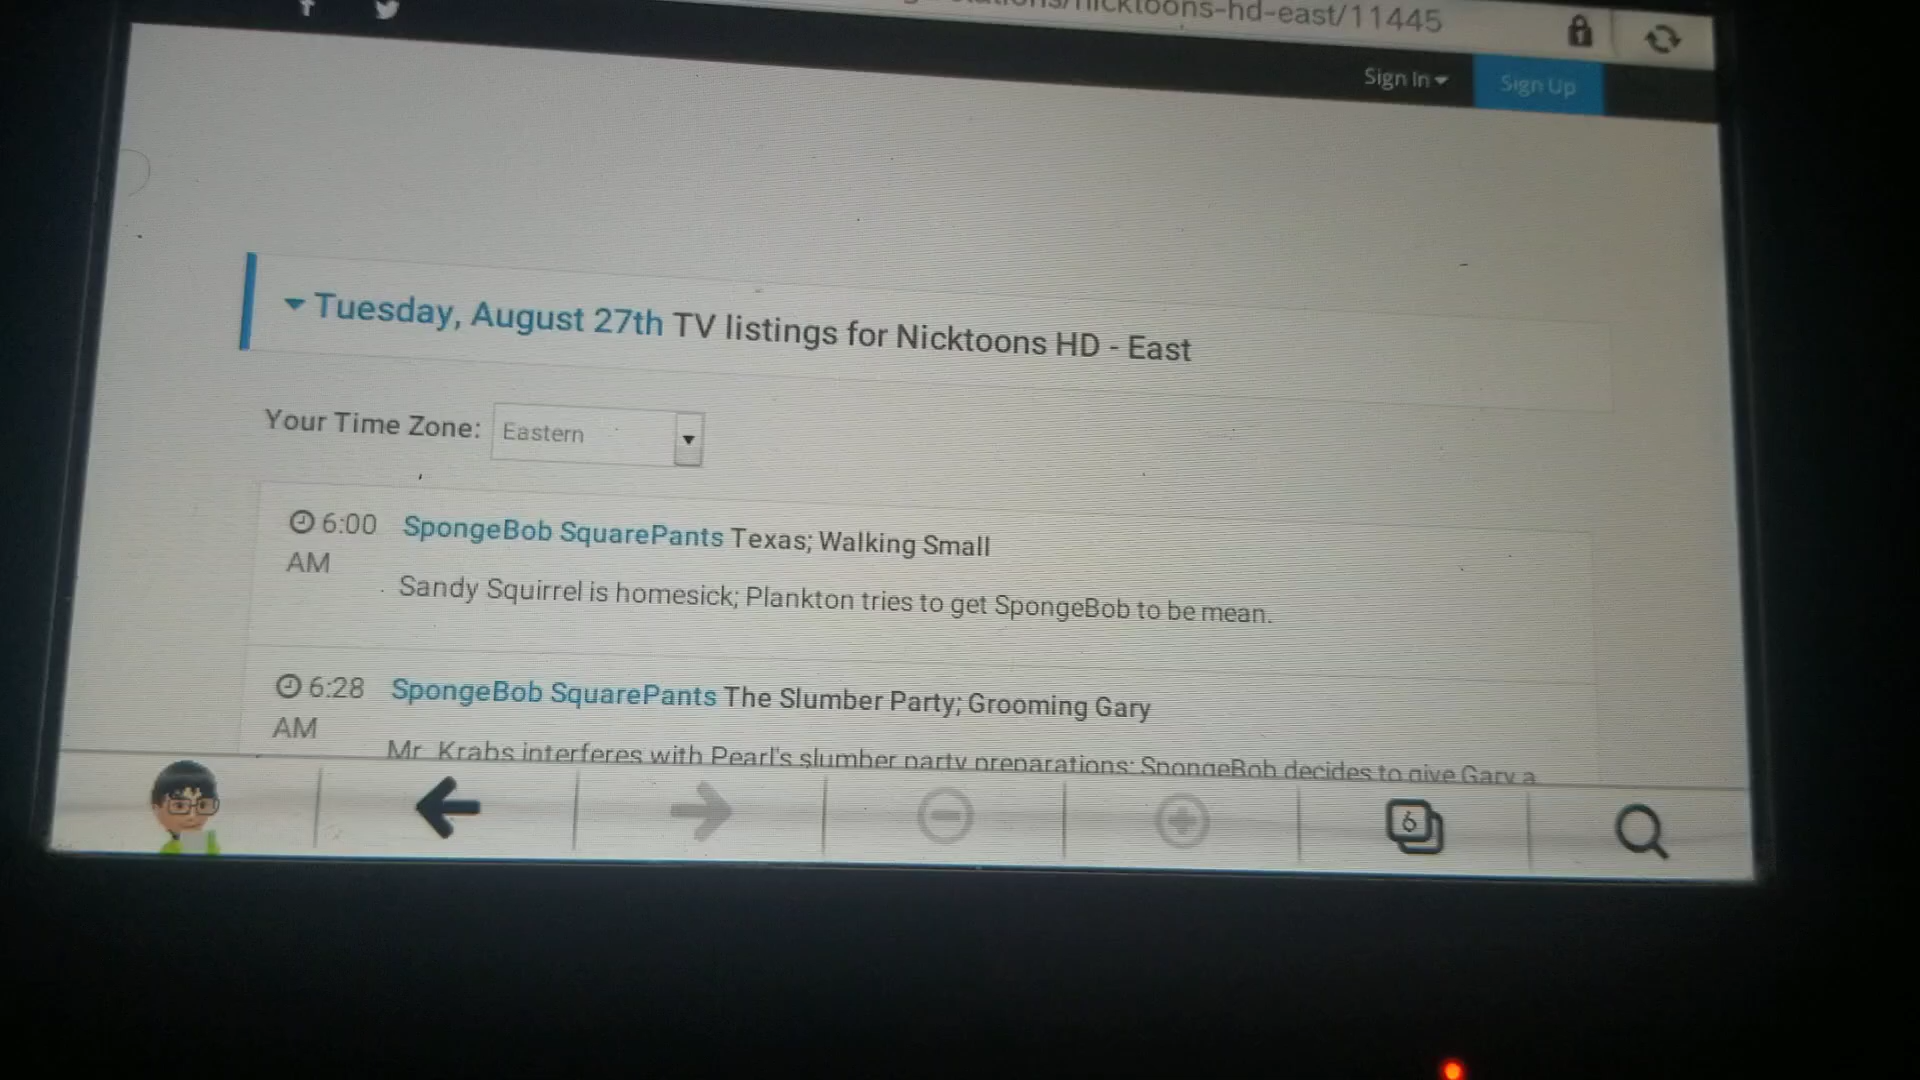 nicktoons-hd-east/11445
Sign In
Sign Up
Tuesday, August 27th TV listings for Nicktoons HD - East
Your Time Zone: Eastern
6:00 AM
SpongeBob SquarePants Texas; Walking Small
Sandy Squirrel is homesick; Plankton tries to get SpongeBob to be mean.
6:28 AM
SpongeBob SquarePants The Slumber Party; Grooming Gary
Mr. Krabs interferes with Pearl's slumber party preparations; SpongeBob decides to give Gary a
6